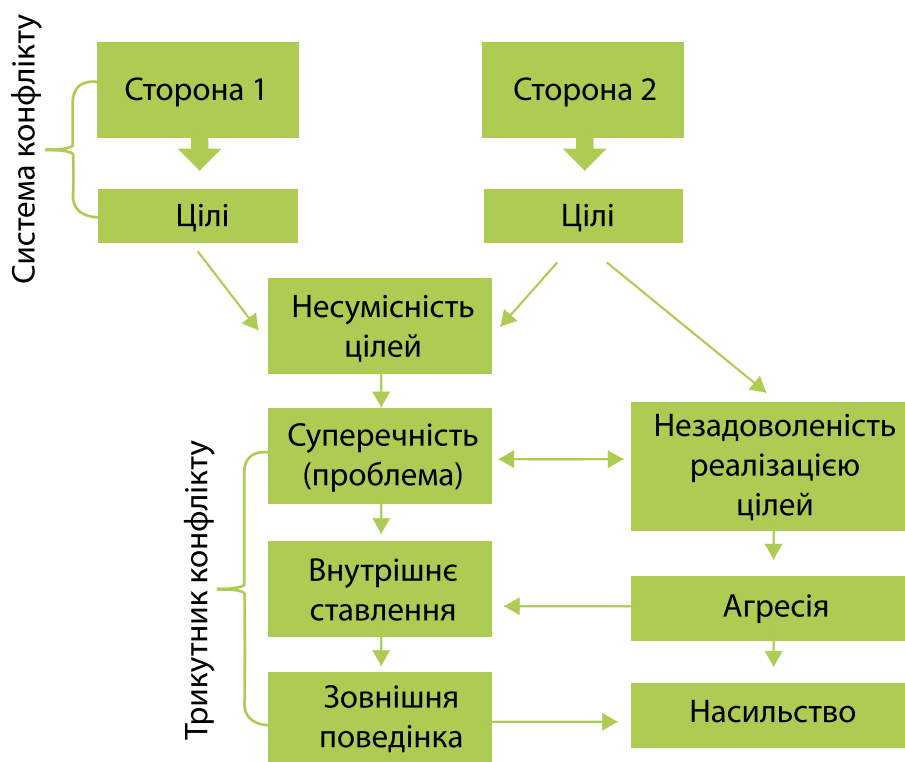 Система конфлікту
Сторона 1
Сторона 2
Цілі
Цілі
Несумісність
цілей
Трикутник конфлікту
Суперечність
(проблема)
Незадоволеність
реалізацією
цілей
Внутрішнє
ставлення
Агресія
Зовнішня
поведінка
Насильство